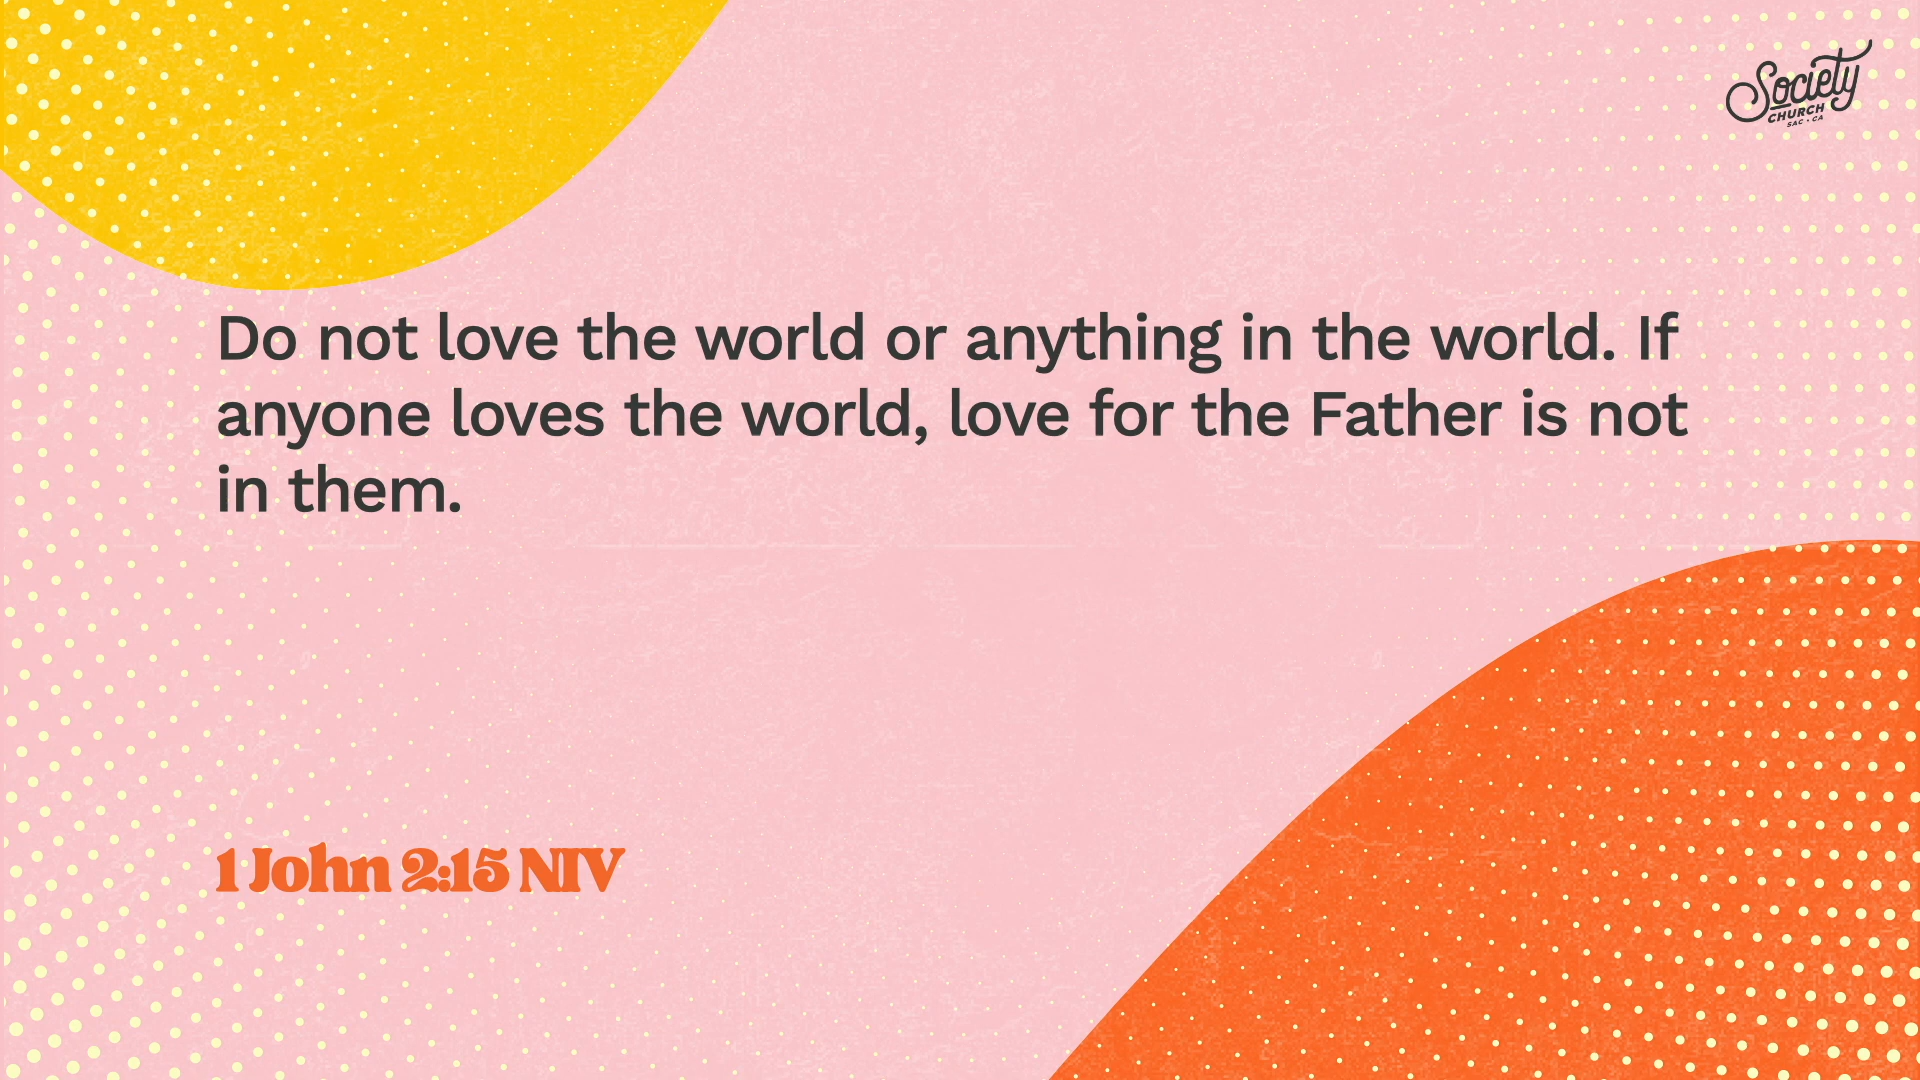 Society
CHURCH
SAC • CA
Do not love the world or anything in the world. If
anyone loves the world, love for the Father is not
in them.
1 John 2:15 NIV